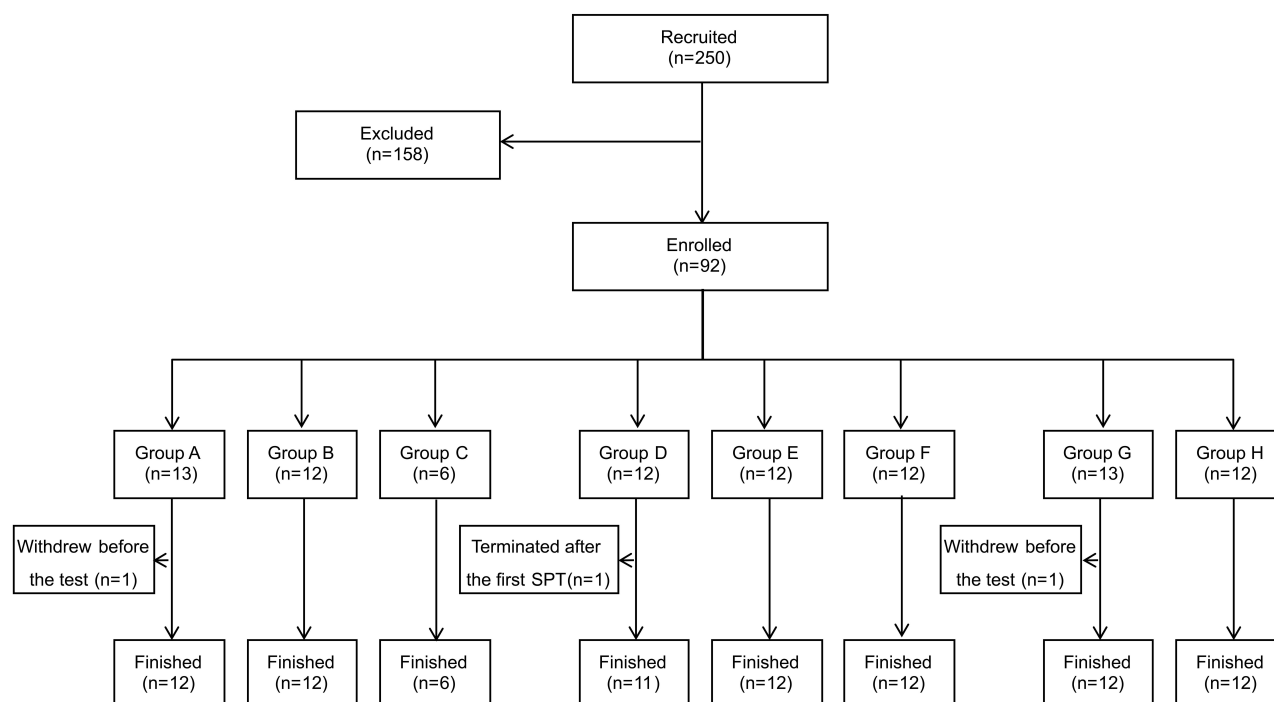 Recruited
(n=250)
Excluded
(n=158)
Enrolled
(n=92)
Group A
(n=13)
Group B
(n=12)
Group C
(n=6)
Group D
(n=12)
Group E
(n=12)
Group F
(n=12)
Group G
(n=13)
Group H
(n=12)
Withdrew before
the test (n=1)
Terminated after
the first SPT(n=1)
Withdrew before
the test (n=1)
Finished
(n=12)
Finished
(n=12)
Finished
(n=6)
Finished
(n=11)
Finished
(n=12)
Finished
(n=12)
Finished
(n=12)
Finished
(n=12)